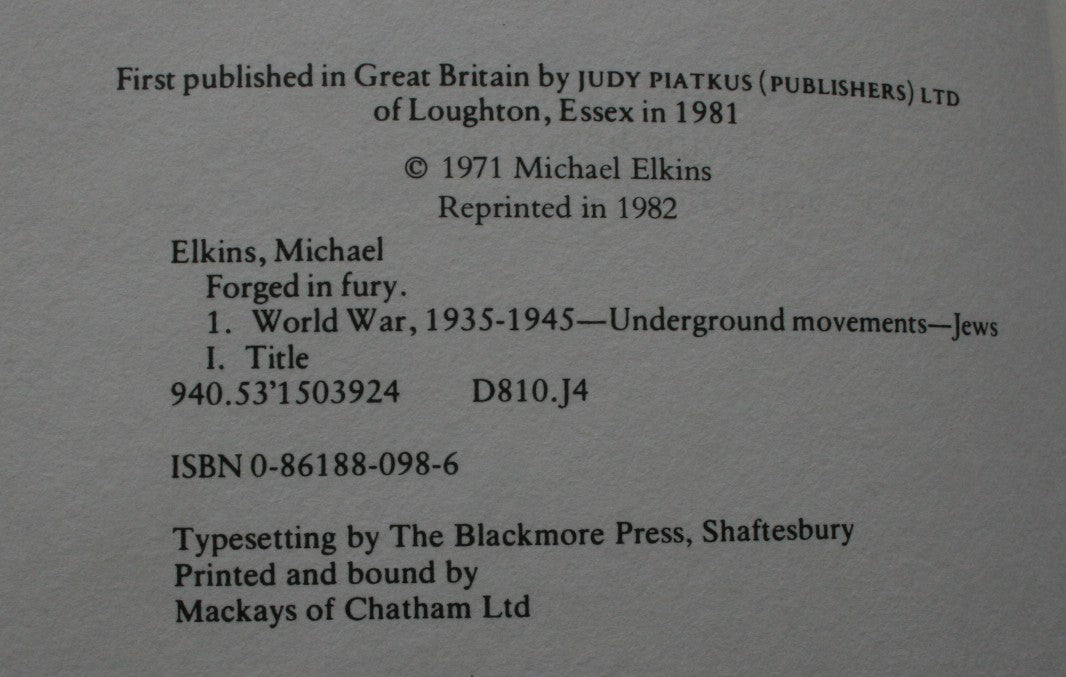 First published in Great Britain by JUDY PIATKUS (PUBLISHERS) LTD
of Loughton, Essex in 1981
© 1971 Michael Elkins
Reprinted in 1982
Elkins, Michael
Forged in fury.
1. World War, 1935-1945—Underground movements—Jews
I. Title
940.53'1503924 D810.J4
ISBN 0-86188-098-6
Typesetting by The Blackmore Press, Shaftesbury
Printed and bound by
Mackays of Chatham Ltd